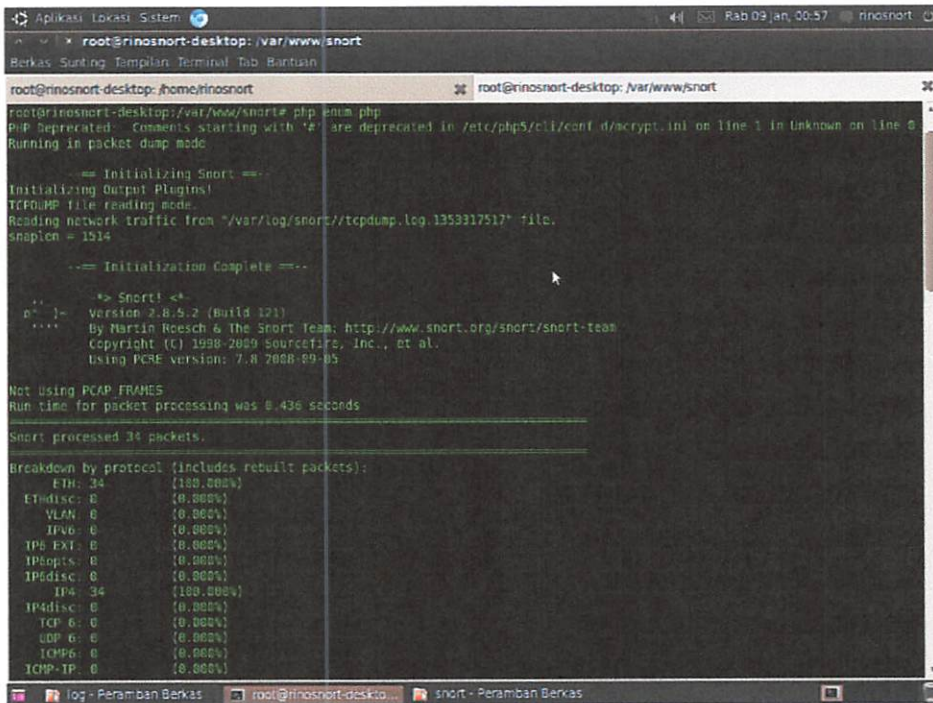 Aplikasi Lokasi Sistem Rab 09 Jan, 00:57 rinosnort
root@rinosnort-desktop: /var/www/snort
Berkas Sunting Tampilan Terminal Tab Bantuan
root@rinosnort-desktop: /home/rinosnort root@rinosnort-desktop: /var/www/snort
root@rinosnort-desktop:/var/www/snort# php enum php
PHP Deprecated: Comments starting with '#' are deprecated in /etc/php5/cli/conf d/mcrypt.ini on line 1 in Unknown on line 0
Running in packet dump mode
--== Initializing Snort ==--
Initializing Output Plugins!
TCPDUMP file reading mode.
Reading network traffic from "/var/log/snort//tcpdump.log.1353317517" file.
snaplen = 1514
--== Initialization Complete ==--
,,_ -*> Snort! <*-
o" )~ Version 2.8.5.2 (Build 121)
'''' By Martin Roesch & The Snort Team: http://www.snort.org/snort/snort-team
Copyright (C) 1998-2009 Sourcefire, Inc., et al.
Using PCRE version: 7.8 2008-09-05
Not Using PCAP_FRAMES
Run time for packet processing was 0.436 seconds
Snort processed 34 packets.
Breakdown by protocol (includes rebuilt packets):
ETH: 34 (100.000%)
ETHdisc: 0 (0.000%)
VLAN: 0 (0.000%)
IPV6: 0 (0.000%)
IP6 EXT: 0 (0.000%)
IP6opts: 0 (0.000%)
IP6disc: 0 (0.000%)
IP4: 34 (100.000%)
IP4disc: 0 (0.000%)
TCP 6: 0 (0.000%)
UDP 6: 0 (0.000%)
ICMP6: 0 (0.000%)
ICMP-IP: 0 (0.000%)
log - Peramban Berkas root@rinosnort-deskto... snort - Peramban Berkas